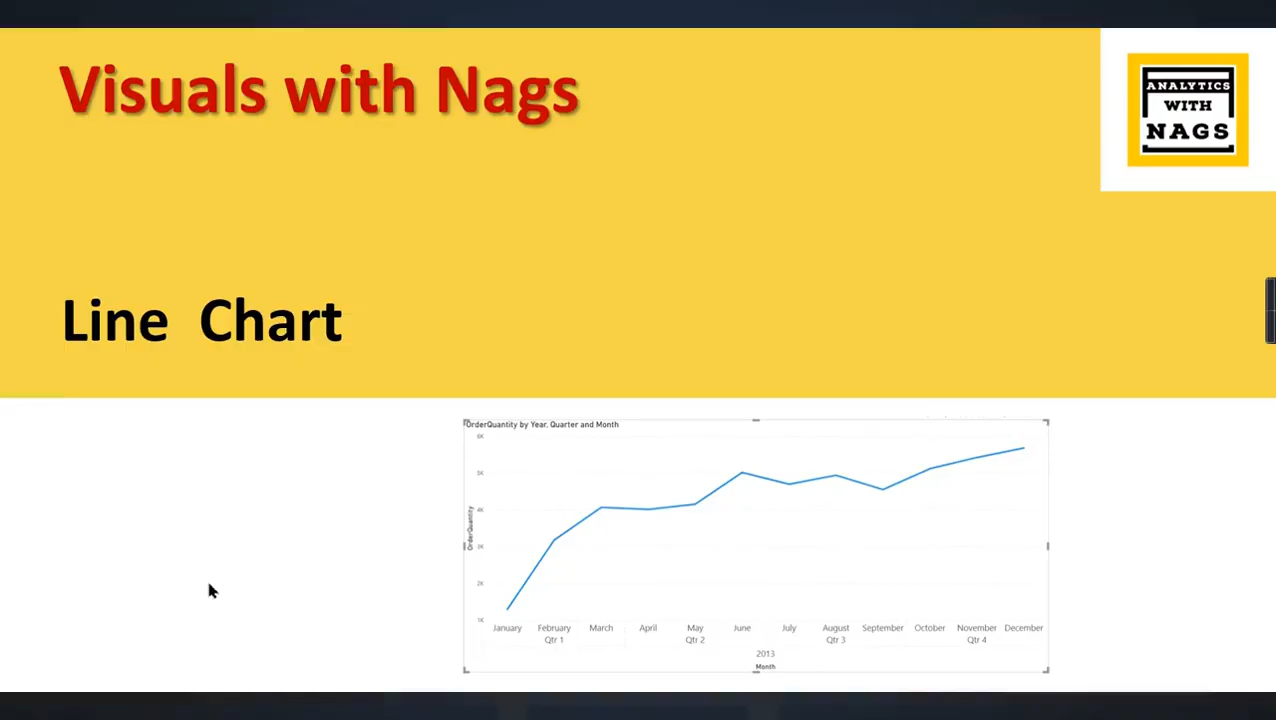 Visuals with Nags
ANALYTICS
WITH
NAGS
Line Chart
OrderQuantity by Year, Quarter and Month
6K
5K
4K
3K
2K
1K
OrderQuantity
January February March April May June July August September October November December
Qtr 1 Qtr 2 Qtr 3 Qtr 4
2013
Month